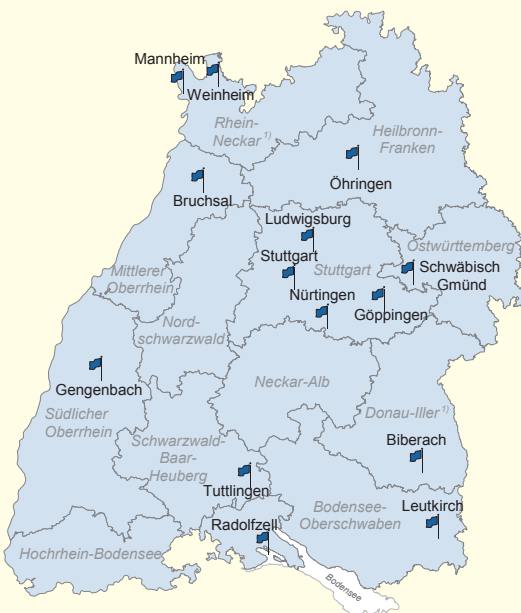 Mannheim
Weinheim
Rhein-
Neckar 1)
Heilbronn-
Franken
Öhringen
Bruchsal
Ludwigsburg
Ostwürttemberg
Stuttgart
Stuttgart
Schwäbisch
Gmünd
Mittlerer
Oberrhein
Nürtingen
Göppingen
Nord-
schwarzwald
Gengenbach
Neckar-Alb
Südlicher
Oberrhein
Donau-Iller 1)
Schwarzwald-
Baar-
Heuberg
Biberach
Tuttlingen
Bodensee-
Oberschwaben
Leutkirch
Radolfzell
Hochrhein-Bodensee
Bodensee